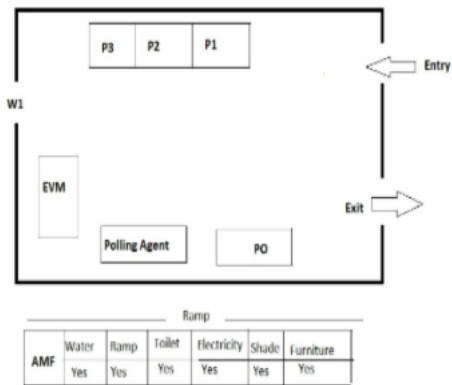 P3 P2 P1
Entry
W1
EVM
Exit
Polling Agent
PO
Ramp
AMF Water Ramp Toilet Electricity Shade Furniture
Yes Yes Yes Yes Yes Yes